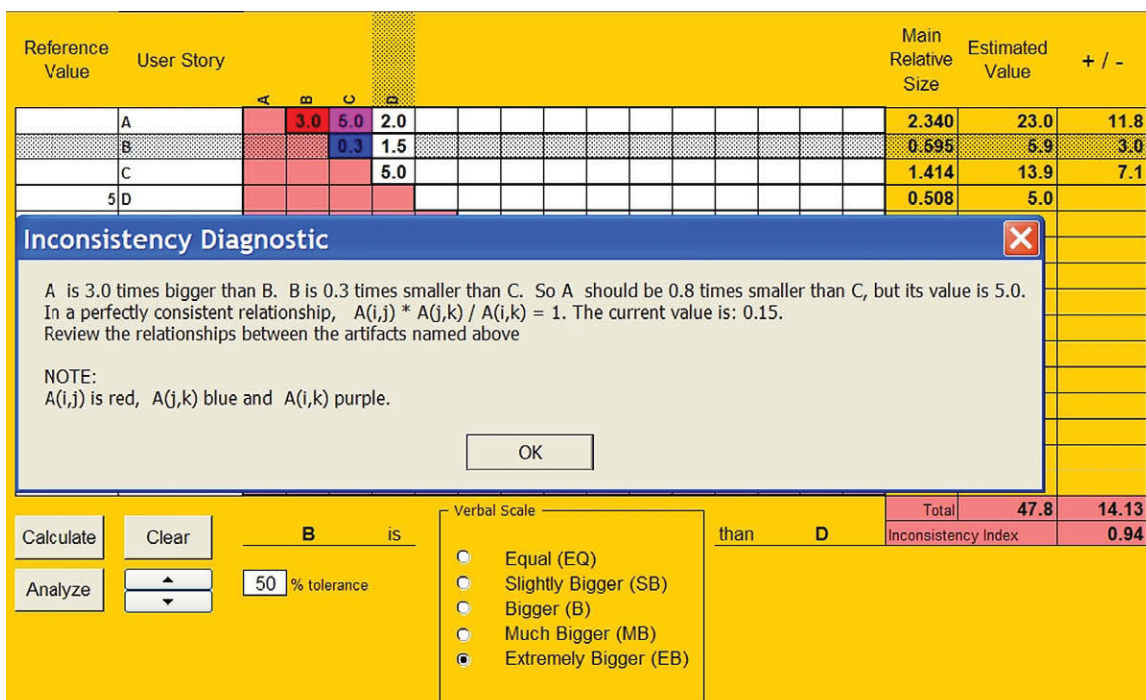 Reference Value User Story A B C D Main Relative Size Estimated Value + / -
A 3.0 5.0 2.0 2.340 23.0 11.8
B 0.3 1.5 0.595 5.9 3.0
C 5.0 1.414 13.9 7.1
5 D 0.508 5.0
Inconsistency Diagnostic
A is 3.0 times bigger than B. B is 0.3 times smaller than C. So A should be 0.8 times smaller than C, but its value is 5.0.
In a perfectly consistent relationship, A(i,j) * A(j,k) / A(i,k) = 1. The current value is: 0.15.
Review the relationships between the artifacts named above
NOTE:
A(i,j) is red, A(j,k) blue and A(i,k) purple.
OK
Total 47.8 14.13
Inconsistency Index 0.94
Calculate Clear B is Verbal Scale than D
Analyze 50 % tolerance
Equal (EQ)
Slightly Bigger (SB)
Bigger (B)
Much Bigger (MB)
Extremely Bigger (EB)